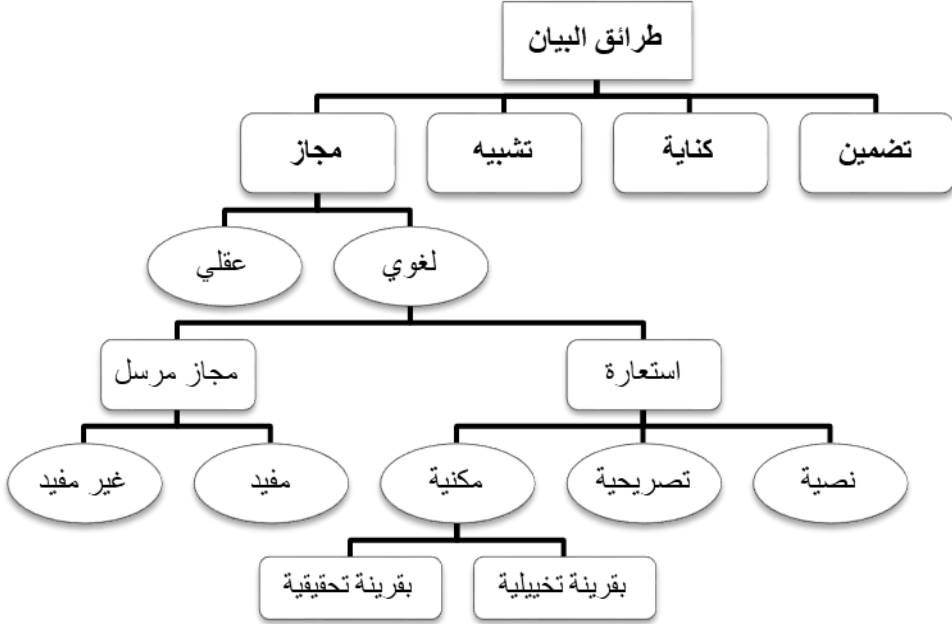 طرائق البيان
تضمين
كناية
تشبيه
مجاز
لغوي
عقلي
استعارة
مجاز مرسل
نصية
تصريحية
مكنية
مفيد
غير مفيد
بقرينة تخييلية
بقرينة تحقيقية